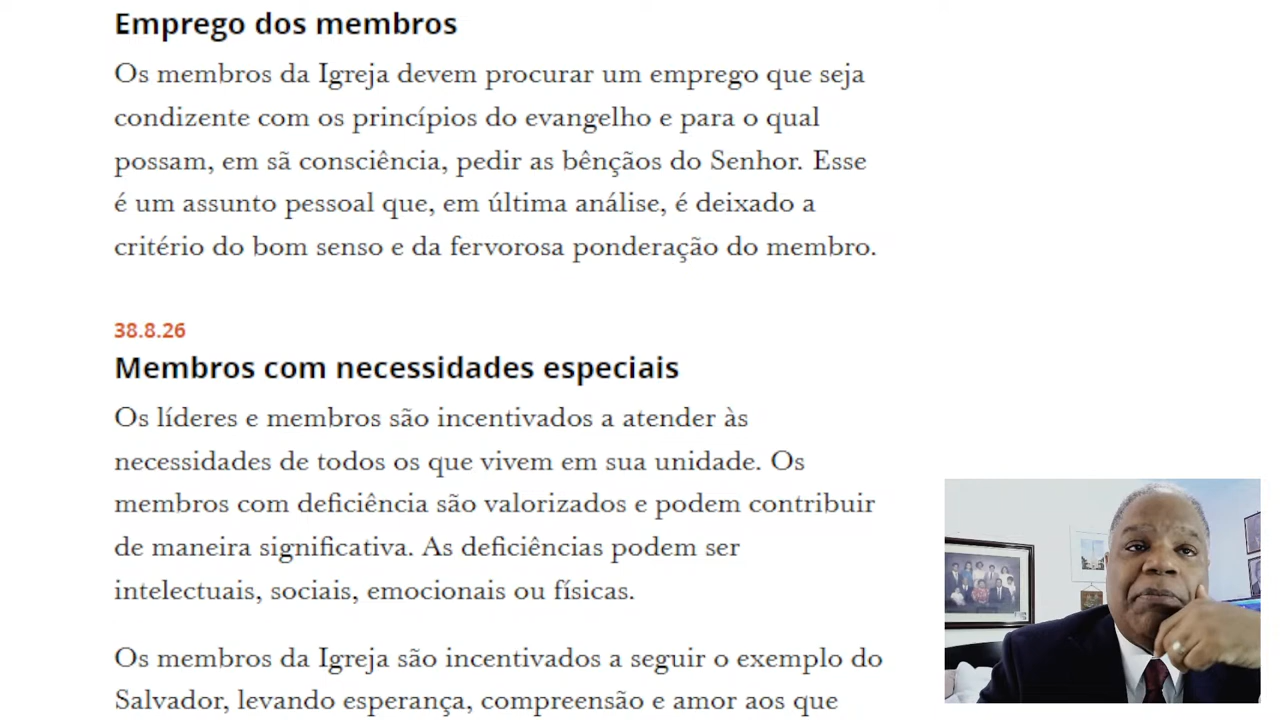 Emprego dos membros
Os membros da Igreja devem procurar um emprego que seja
condizente com os princípios do evangelho e para o qual
possam, em sã consciência, pedir as bênçãos do Senhor. Esse
é um assunto pessoal que, em última análise, é deixado a
critério do bom senso e da fervorosa ponderação do membro.
38.8.26
Membros com necessidades especiais
Os líderes e membros são incentivados a atender às
necessidades de todos os que vivem em sua unidade. Os
membros com deficiência são valorizados e podem contribuir
de maneira significativa. As deficiências podem ser
intelectuais, sociais, emocionais ou físicas.
Os membros da Igreja são incentivados a seguir o exemplo do
Salvador, levando esperança, compreensão e amor aos que